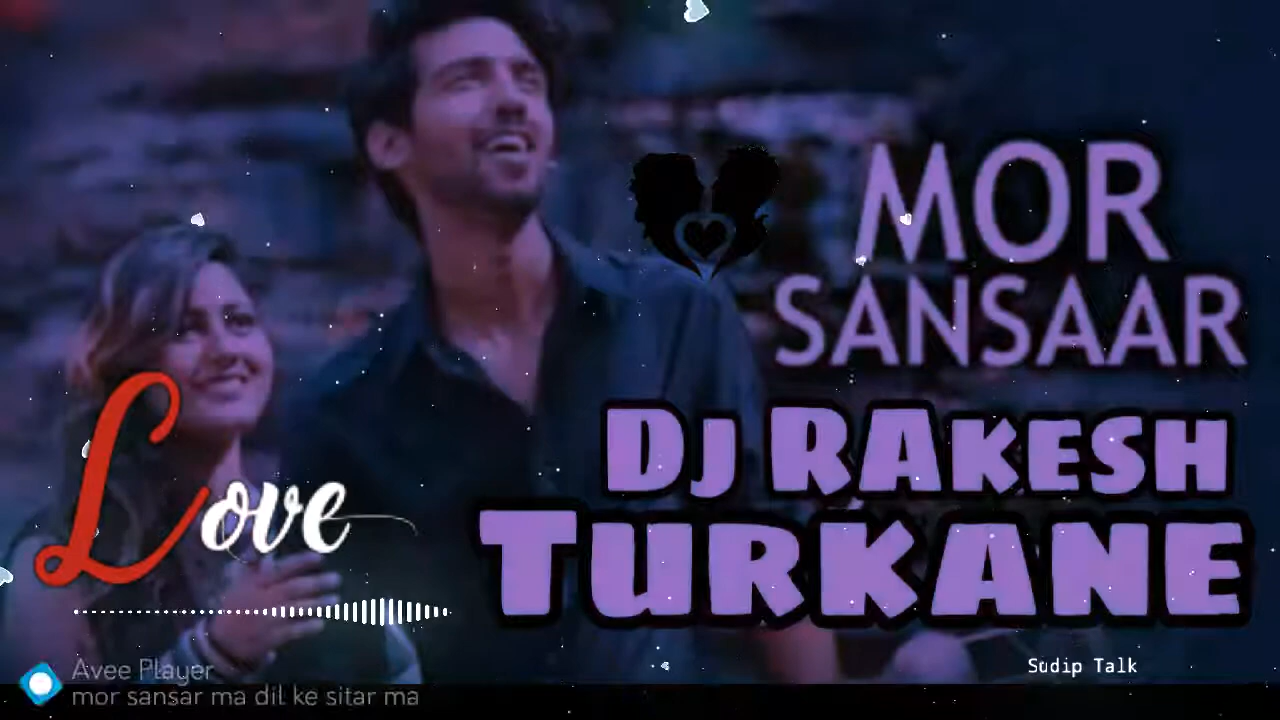 MOR
SANSAAR
DJ RAKESH
TURKANE
Love
Avee Player
mor sansar ma dil ke sitar ma
Sudip Talk